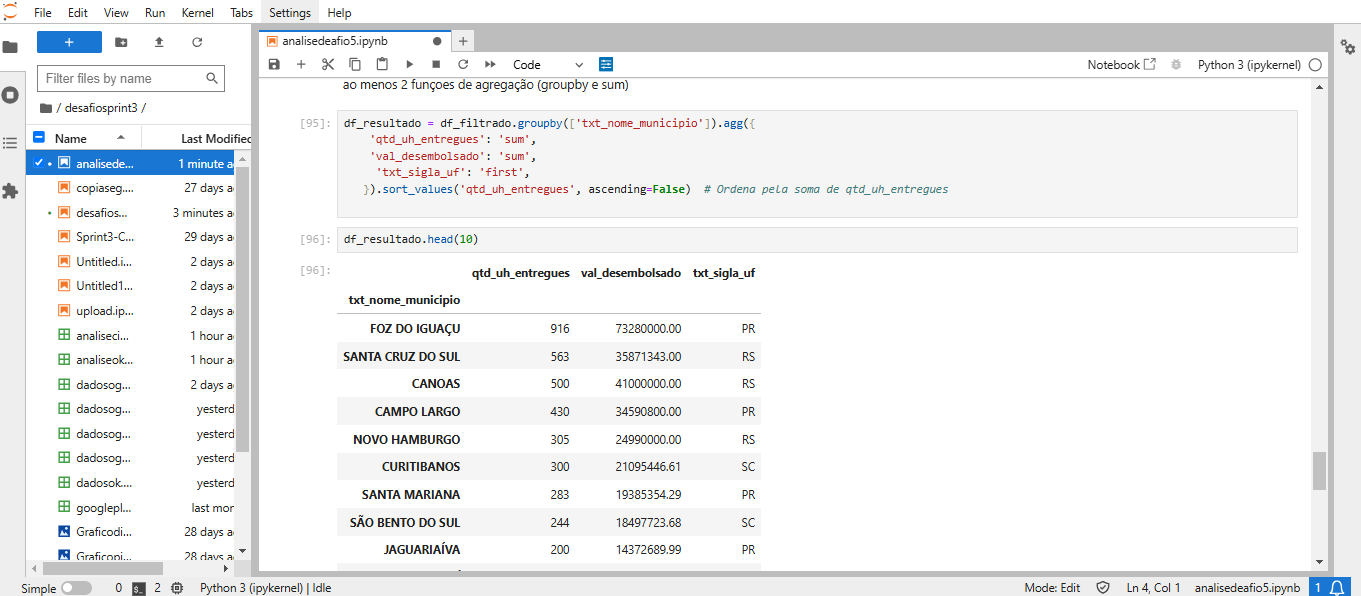 File Edit View Run Kernel Tabs Settings Help
+
Filter files by name
/ desafiosprint3 /
Name Last Modified
analisede... 1 minute a
copiaseg.... 27 days a
desafios... 3 minutes a
Sprint3-C... 29 days a
Untitled.i... 2 days a
Untitled1... 2 days a
upload.ip... 2 days a
analiseci... 1 hour a
analiseok... 1 hour a
dadosog... 2 days a
dadosog... yesterd
dadosog... yesterd
dadosog... yesterd
dadosok.... yesterd
googlepl... last mor
Graficodi... 28 days a
Graficopi... 28 days a
analisedeafio5.ipynb
Code
Notebook Python 3 (ipykernel)
ao menos 2 funçoes de agregação (groupby e sum)
[95]: df_resultado = df_filtrado.groupby(['txt_nome_municipio']).agg({
'qtd_uh_entregues': 'sum',
'val_desembolsado': 'sum',
'txt_sigla_uf': 'first',
}).sort_values('qtd_uh_entregues', ascending=False) # Ordena pela soma de qtd_uh_entregues
[96]: df_resultado.head(10)
[96]: qtd_uh_entregues val_desembolsado txt_sigla_uf
txt_nome_municipio
FOZ DO IGUAÇU 916 73280000.00 PR
SANTA CRUZ DO SUL 563 35871343.00 RS
CANOAS 500 41000000.00 RS
CAMPO LARGO 430 34590800.00 PR
NOVO HAMBURGO 305 24990000.00 RS
CURITIBANOS 300 21095446.61 SC
SANTA MARIANA 283 19385354.29 PR
SÃO BENTO DO SUL 244 18497723.68 SC
JAGUARIAÍVA 200 14372689.99 PR
Simple 0 $_ 2 Python 3 (ipykernel) | Idle Mode: Edit Ln 4, Col 1 analisedeafio5.ipynb 1